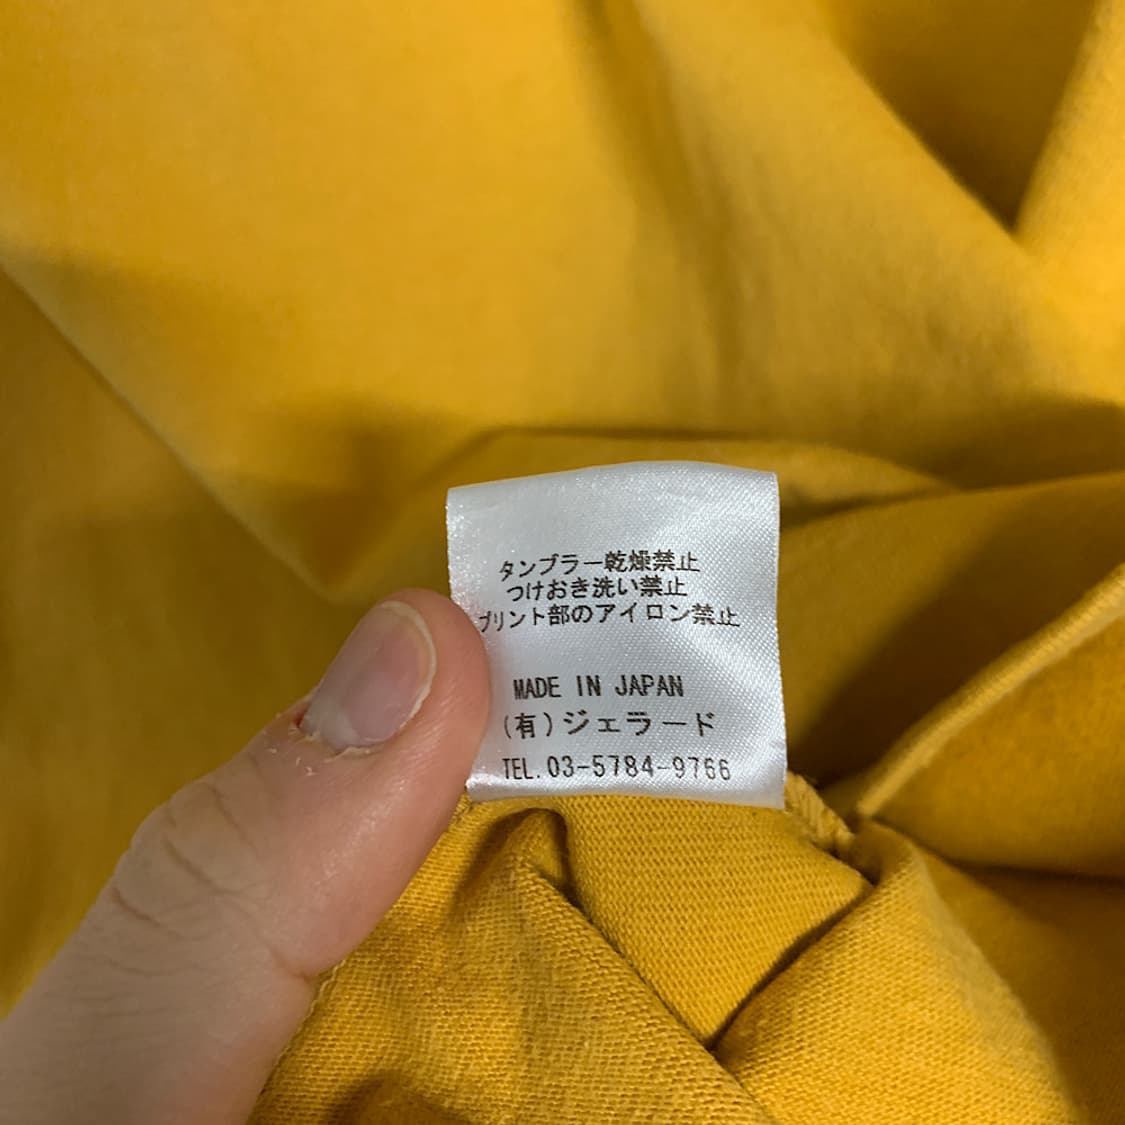 タンブラー乾燥禁止
つけおき洗い禁止
プリント部のアイロン禁止
MADE IN JAPAN
(有)ジェラード
TEL.03-5784-9766